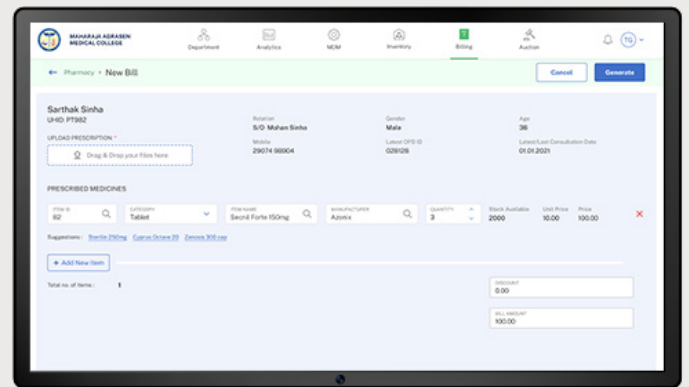 MAHARAJA AGRASEN
MEDICAL COLLEGE
Department
Analytics
MDM
Inventory
Billing
Auction
TG
Pharmacy • New Bill
Cancel
Generate
Sarthak Sinha
UHID: PT982
UPLOAD PRESCRIPTION *
Drag & Drop your Files here
Relation
S/O Mohan Sinha
Gender
Male
Age
36
Mobile
29074 98904
Latest OPD ID
028128
Latest/Last Consultation Date
01.01.2021
PRESCRIBED MEDICINES
ITEM ID
82
CATEGORY
Tablet
ITEM NAME
Secnil Forte 150mg
MANUFACTURER
Azonix
QUANTITY
3
Stock Available
2000
Unit Price
10.00
Price
100.00
Suggestions: Sterlin 250mg Cyprus Octave 20 Zenosis 300 cap
+ Add New Item
Total no. of items: 1
DISCOUNT
0.00
BILL AMOUNT
100.00